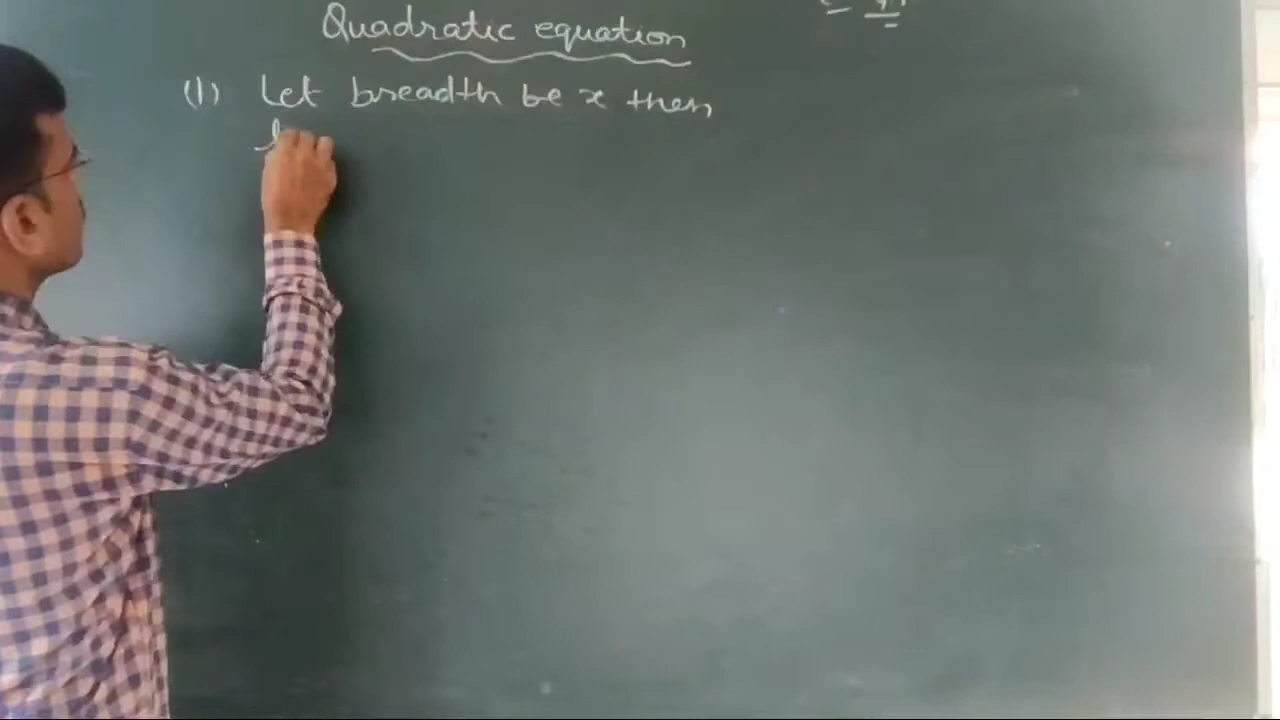 Quadratic equation
(1) Let breadth be x then